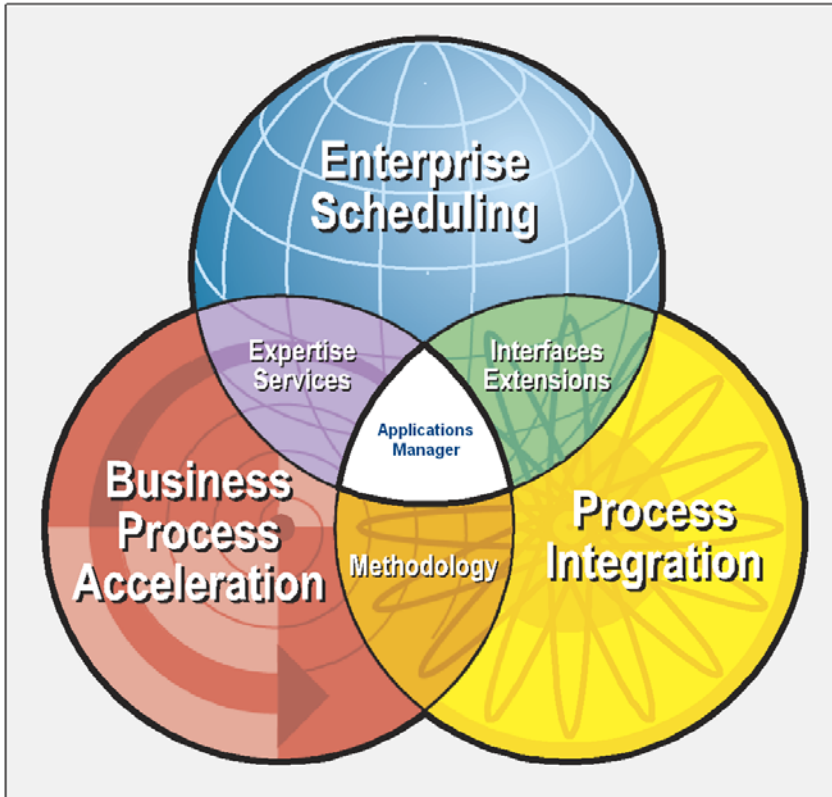 Enterprise
Scheduling
Expertise
Services
Interfaces
Extensions
Applications
Manager
Business
Process
Acceleration
Process
Integration
Methodology